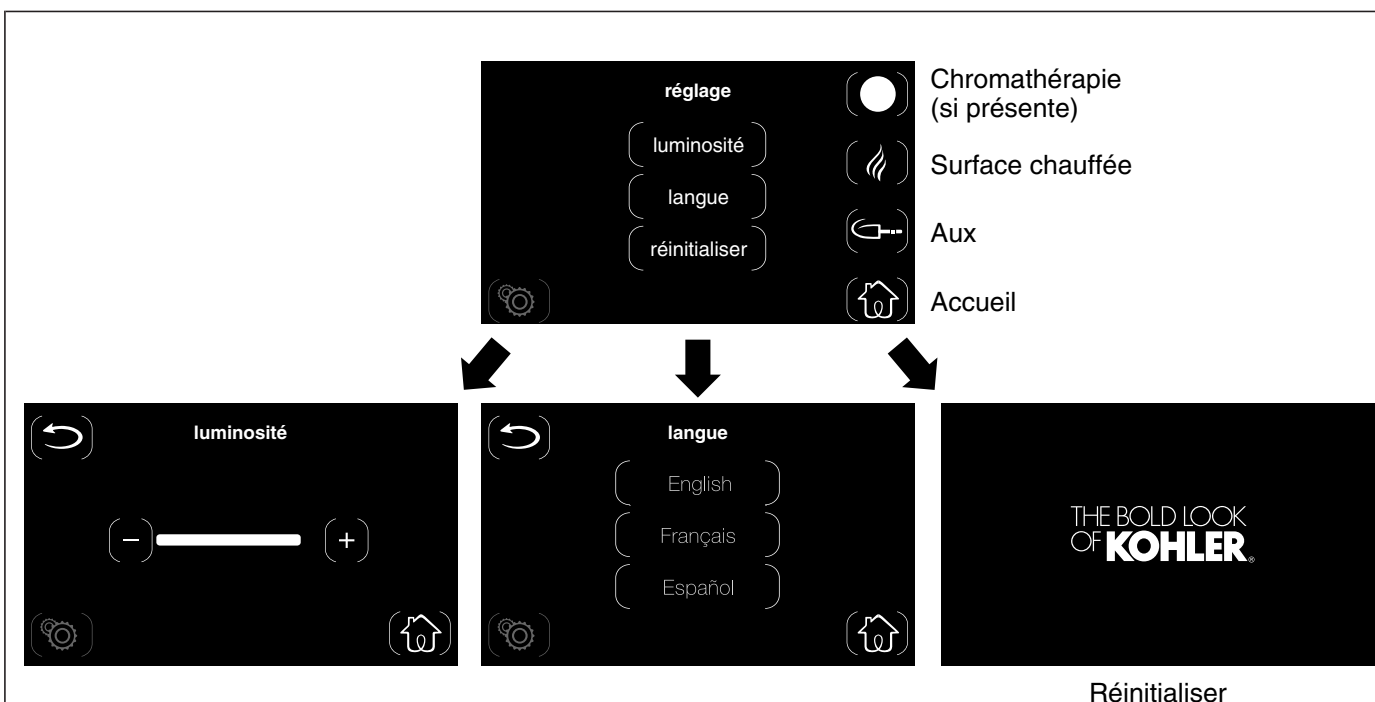 réglage
luminosité
langue
réinitialiser
Chromathérapie
(si présente)
Surface chauffée
Aux
Accueil
luminosité
−
+
langue
English
Français
Español
THE BOLD LOOK
OF KOHLER®
Réinitialiser